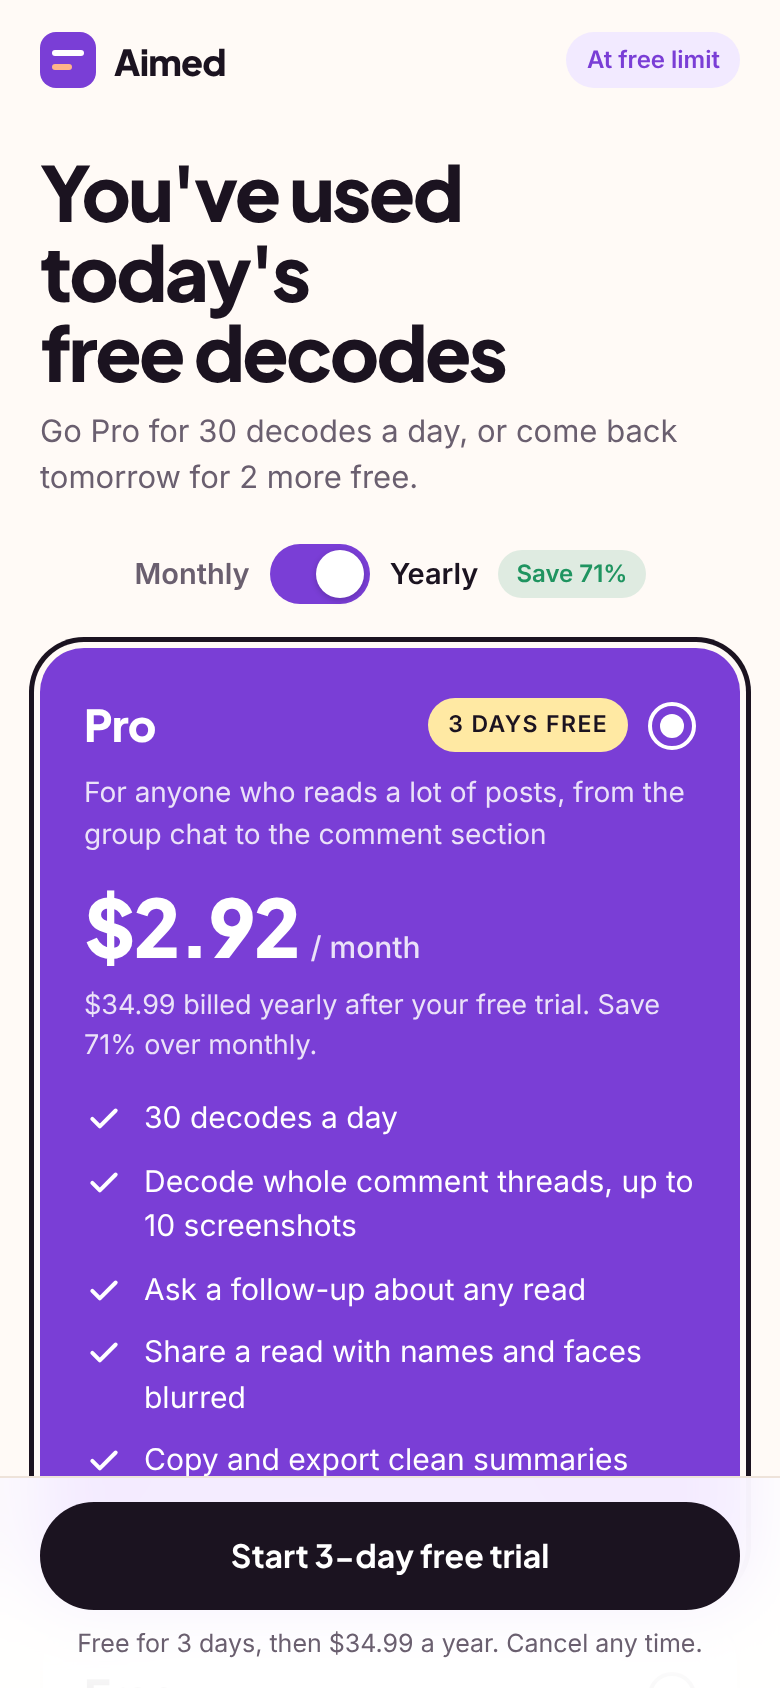 Aimed
At free limit
You've used
today's
free decodes
Go Pro for 30 decodes a day, or come back
tomorrow for 2 more free.
Monthly
Yearly
Save 71%
Pro
3 DAYS FREE
For anyone who reads a lot of posts, from the
group chat to the comment section
$2.92 / month
$34.99 billed yearly after your free trial. Save
71% over monthly.
30 decodes a day
Decode whole comment threads, up to
10 screenshots
Ask a follow-up about any read
Share a read with names and faces
blurred
Copy and export clean summaries
Start 3-day free trial
Free for 3 days, then $34.99 a year. Cancel any time.